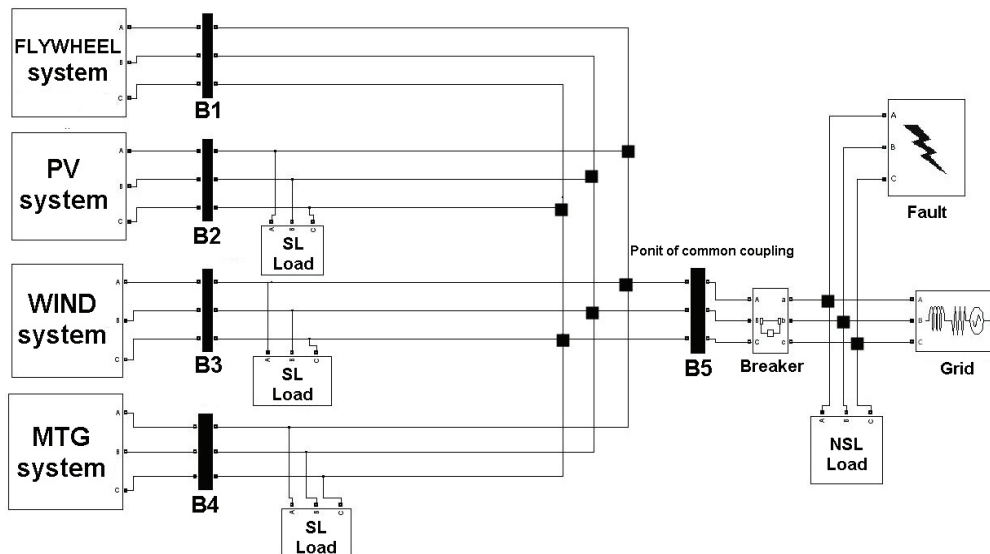 A
FLYWHEEL
system
B
C
B1
PV
system
A
B
C
B2
A
B
C
SL
Load
WIND
system
A
B
C
B3
A
B
C
SL
Load
MTG
system
A
B
C
B4
A
B
C
SL
Load
Ponit of common coupling
B5
A
B
C
a
b
c
Breaker
A
B
C
Fault
A
B
C
Grid
A
B
C
NSL
Load